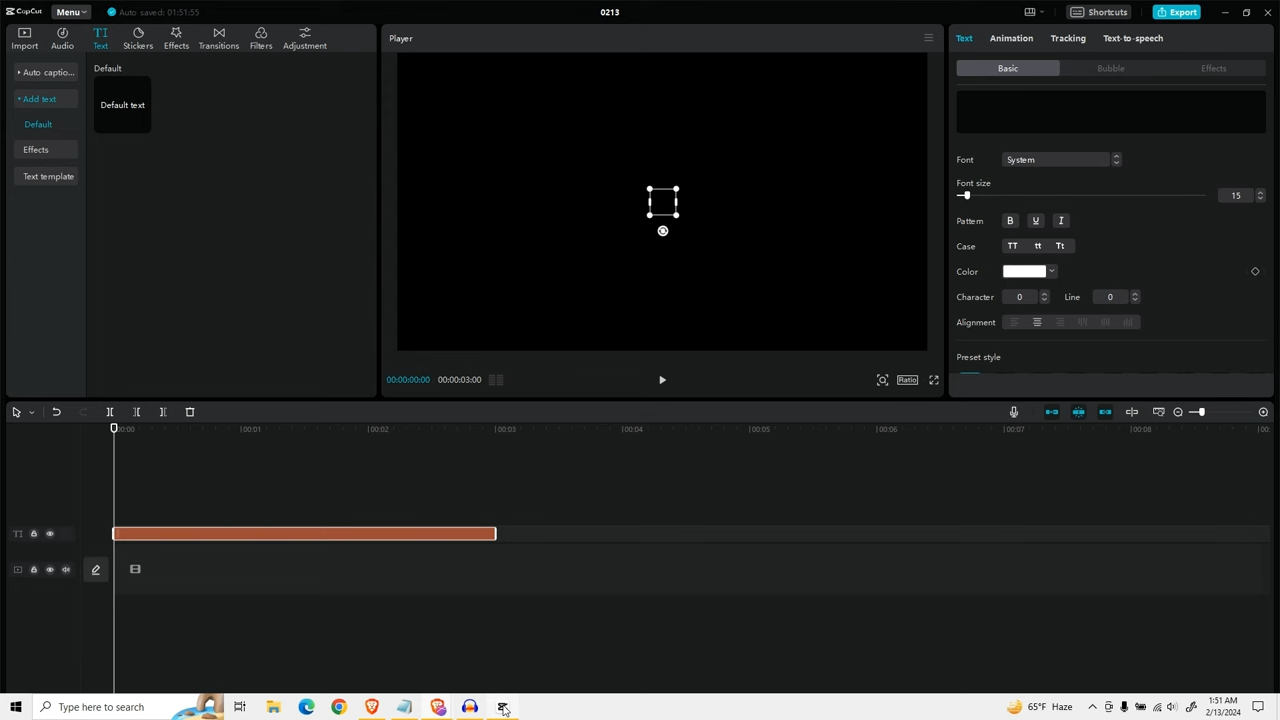 CapCut Menu Auto saved: 01:51:55 0213 Shortcuts Export
Import Audio TI Text Stickers Effects Transitions Filters Adjustment
Auto captio...
Add text
Default
Effects
Text template
Default
Default text
Player
00:00:00:00 00:00:03:00 Ratio
Text Animation Tracking Text-to-speech
Basic Bubble Effects
Font System
Font size
15
Pattern B U I
Case TT tt Tt
Color
Character 0 Line 0
Alignment
Preset style
00:00 00:01 00:02 00:03 00:04 00:05 00:06 00:07 00:08 00:
TI
Type here to search
65°F Haze
1:51 AM
2/13/2024